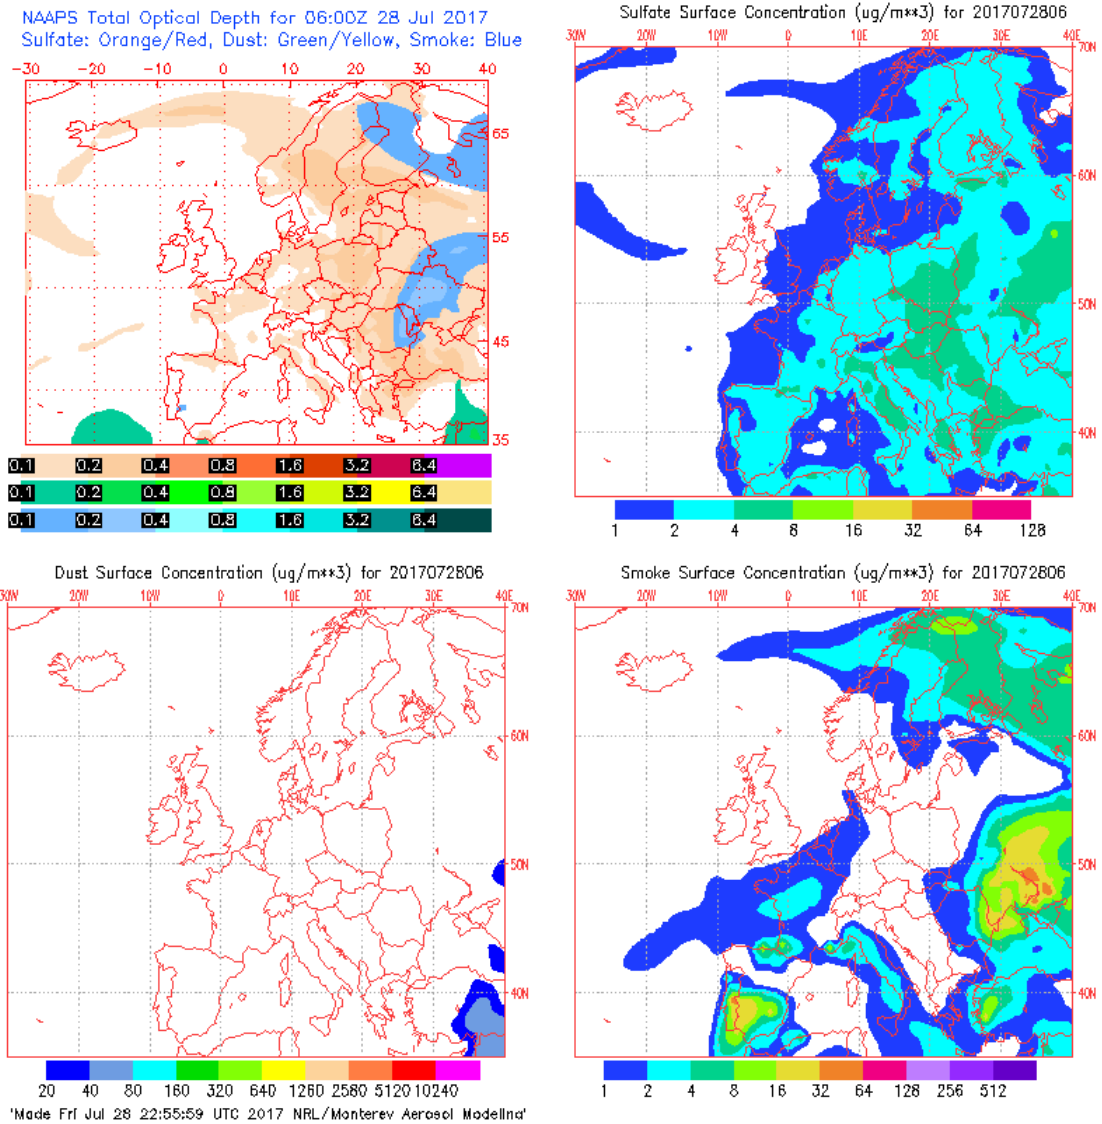 NAAPS Total Optical Depth for 06:00Z 28 Jul 2017
Sulfate: Orange/Red, Dust: Green/Yellow, Smoke: Blue
-30 -20 -10 0 10 20 30 40
65
55
45
35
0.1 0.2 0.4 0.8 1.6 3.2 6.4
0.1 0.2 0.4 0.8 1.6 3.2 6.4
0.1 0.2 0.4 0.8 1.6 3.2 6.4
Sulfate Surface Concentration (ug/m**3) for 2017072806
30W 20W 10W 0 10E 20E 30E 40E
70N
60N
50N
40N
1 2 4 8 16 32 64 128
Dust Surface Concentration (ug/m**3) for 2017072806
30W 20W 10W 0 10E 20E 30E 40E
70N
60N
50N
40N
20 40 80 160 320 640 1260 2580 5120 10240
Smoke Surface Concentration (ug/m**3) for 2017072806
30W 20W 10W 0 10E 20E 30E 40E
70N
60N
50N
40N
1 2 4 8 16 32 64 128 256 512
'Made Fri Jul 28 22:55:59 UTC 2017 NRL/Monterey Aerosol Modeling'